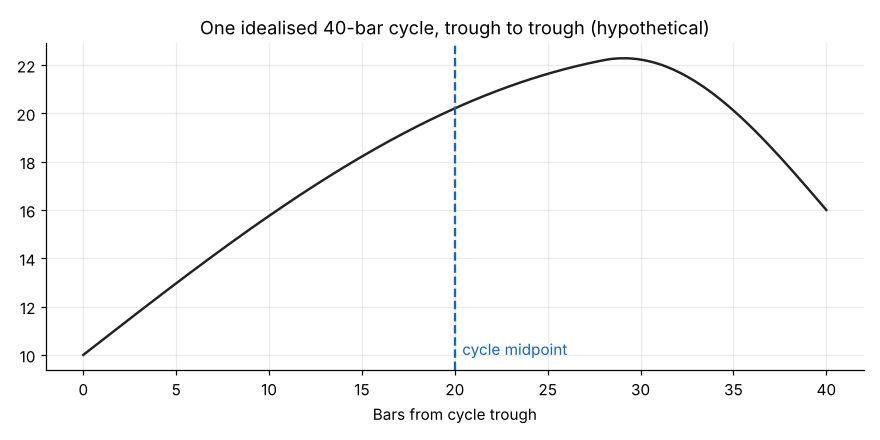 One idealised 40-bar cycle, trough to trough (hypothetical)
22
20
18
16
14
12
10
cycle midpoint
0 5 10 15 20 25 30 35 40
Bars from cycle trough